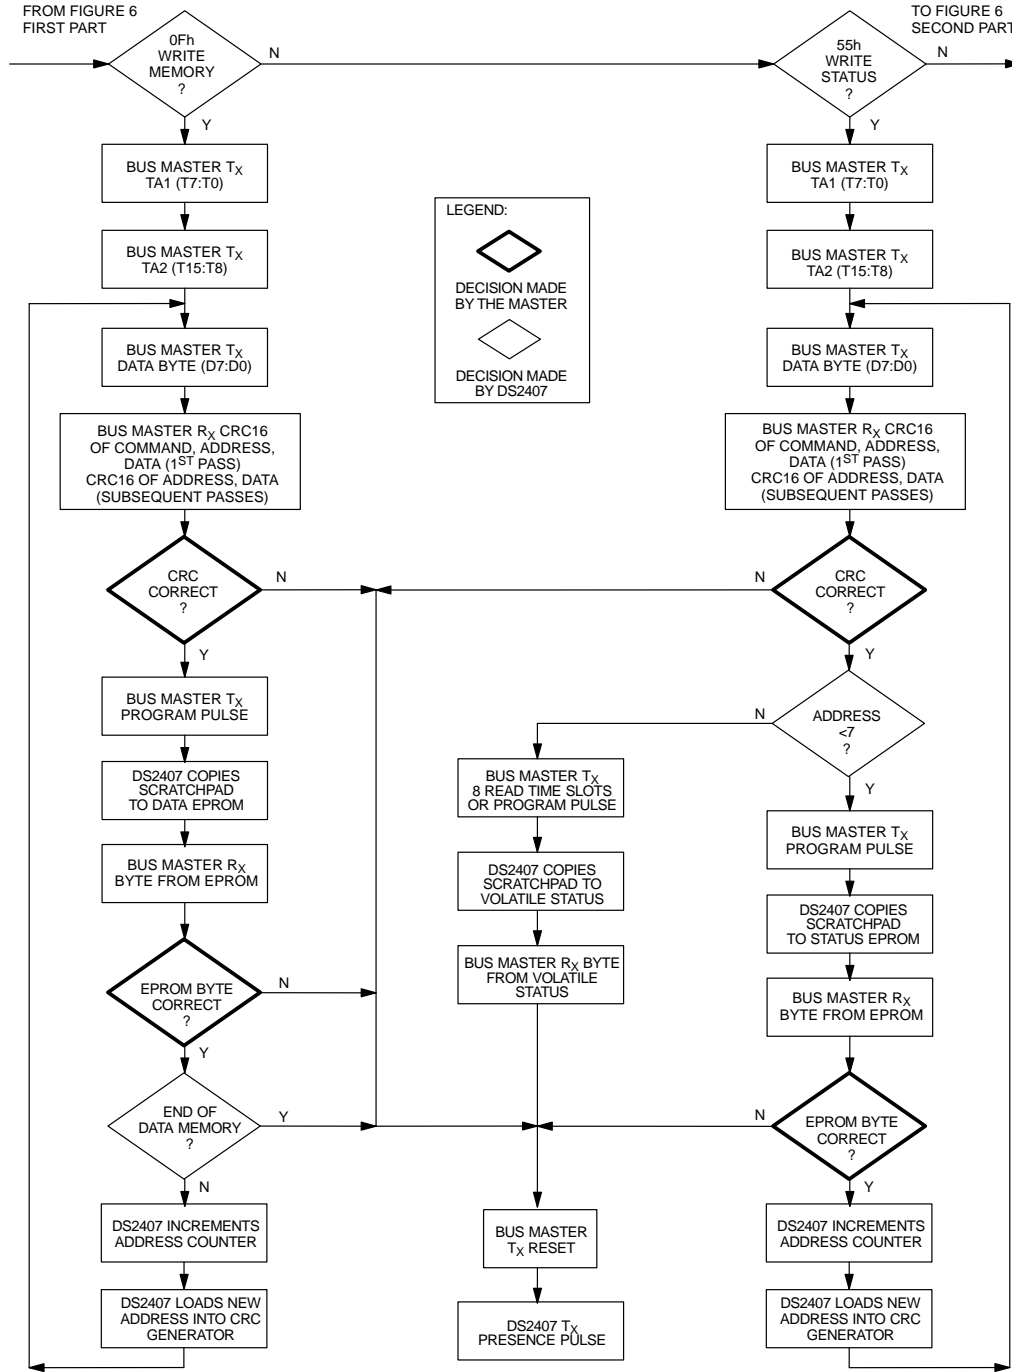 FROM FIGURE 6
FIRST PART
TO FIGURE 6
SECOND PART
0Fh
WRITE
MEMORY
?
N
Y
55h
WRITE
STATUS
?
N
Y
BUS MASTER TX
TA1 (T7:T0)
BUS MASTER TX
TA2 (T15:T8)
BUS MASTER TX
DATA BYTE (D7:D0)
BUS MASTER RX CRC16
OF COMMAND, ADDRESS,
DATA (1ST PASS)
CRC16 OF ADDRESS, DATA
(SUBSEQUENT PASSES)
CRC
CORRECT
?
N
Y
BUS MASTER TX
PROGRAM PULSE
DS2407 COPIES
SCRATCHPAD
TO DATA EPROM
BUS MASTER RX
BYTE FROM EPROM
EPROM BYTE
CORRECT
?
N
Y
END OF
DATA MEMORY
?
Y
N
DS2407 INCREMENTS
ADDRESS COUNTER
DS2407 LOADS NEW
ADDRESS INTO CRC
GENERATOR
LEGEND:
DECISION MADE
BY THE MASTER
DECISION MADE
BY DS2407
BUS MASTER TX
8 READ TIME SLOTS
OR PROGRAM PULSE
DS2407 COPIES
SCRATCHPAD TO
VOLATILE STATUS
BUS MASTER RX BYTE
FROM VOLATILE
STATUS
BUS MASTER
TX RESET
DS2407 TX
PRESENCE PULSE
BUS MASTER TX
TA1 (T7:T0)
BUS MASTER TX
TA2 (T15:T8)
BUS MASTER TX
DATA BYTE (D7:D0)
BUS MASTER RX CRC16
OF COMMAND, ADDRESS,
DATA (1ST PASS)
CRC16 OF ADDRESS, DATA
(SUBSEQUENT PASSES)
CRC
CORRECT
?
N
Y
ADDRESS
<7
?
N
Y
BUS MASTER TX
PROGRAM PULSE
DS2407 COPIES
SCRATCHPAD
TO STATUS EPROM
BUS MASTER RX
BYTE FROM EPROM
EPROM BYTE
CORRECT
?
N
Y
DS2407 INCREMENTS
ADDRESS COUNTER
DS2407 LOADS NEW
ADDRESS INTO CRC
GENERATOR